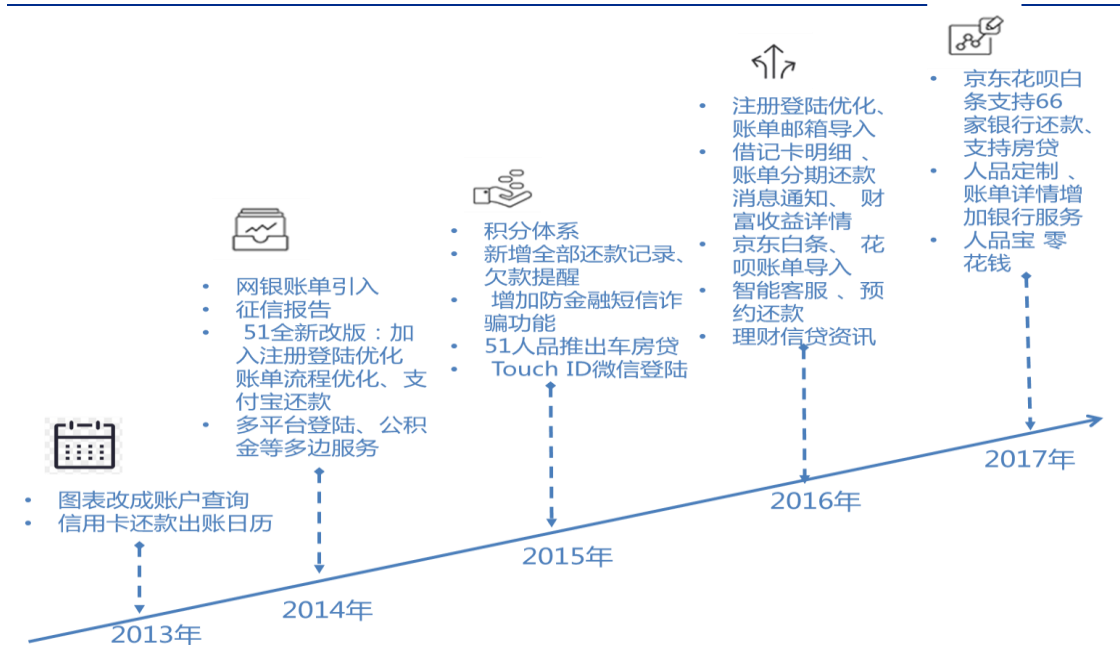 图表改成账户查询
信用卡还款出账日历
2013年
网银账单引入
征信报告
51全新改版：加
入注册登陆优化
账单流程优化、支
付宝还款
多平台登陆、公积
金等多边服务
2014年
积分体系
新增全部还款记录、
欠款提醒
增加防金融短信诈
骗功能
51人品推出车房贷
Touch ID微信登陆
2015年
注册登陆优化、
账单邮箱导入
借记卡明细 、
账单分期还款
消息通知、 财
富收益详情
京东白条、 花
呗账单导入
智能客服 、预
约还款
理财信贷资讯
2016年
京东花呗白
条支持66
家银行还款、
支持房贷
人品定制 、
账单详情增
加银行服务
人品宝 零
花钱
2017年